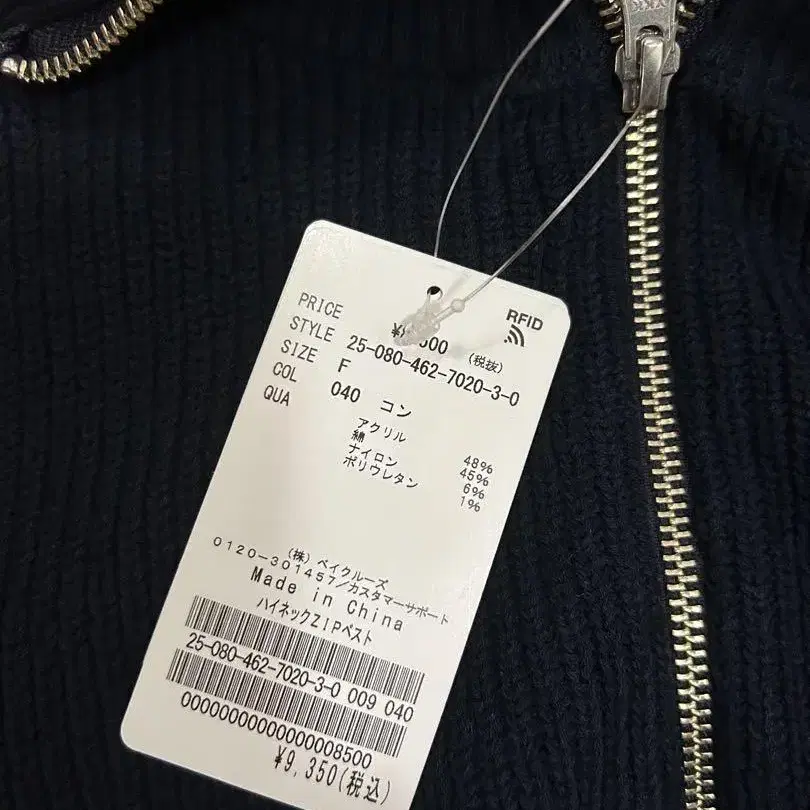 RFID
PRICE (税抜)
STYLE 25-080-462-7020-3-0
SIZE F
COL 040 コン
QUA アクリル 48%
綿 45%
ナイロン 6%
ポリウレタン 1%
(株) ベイクルーズ
0120-301457/カスタマーサポート
Made in China
ハイネックZIPベスト
25-080-462-7020-3-0 009 040
00000000000000008500
¥9,350(税込)